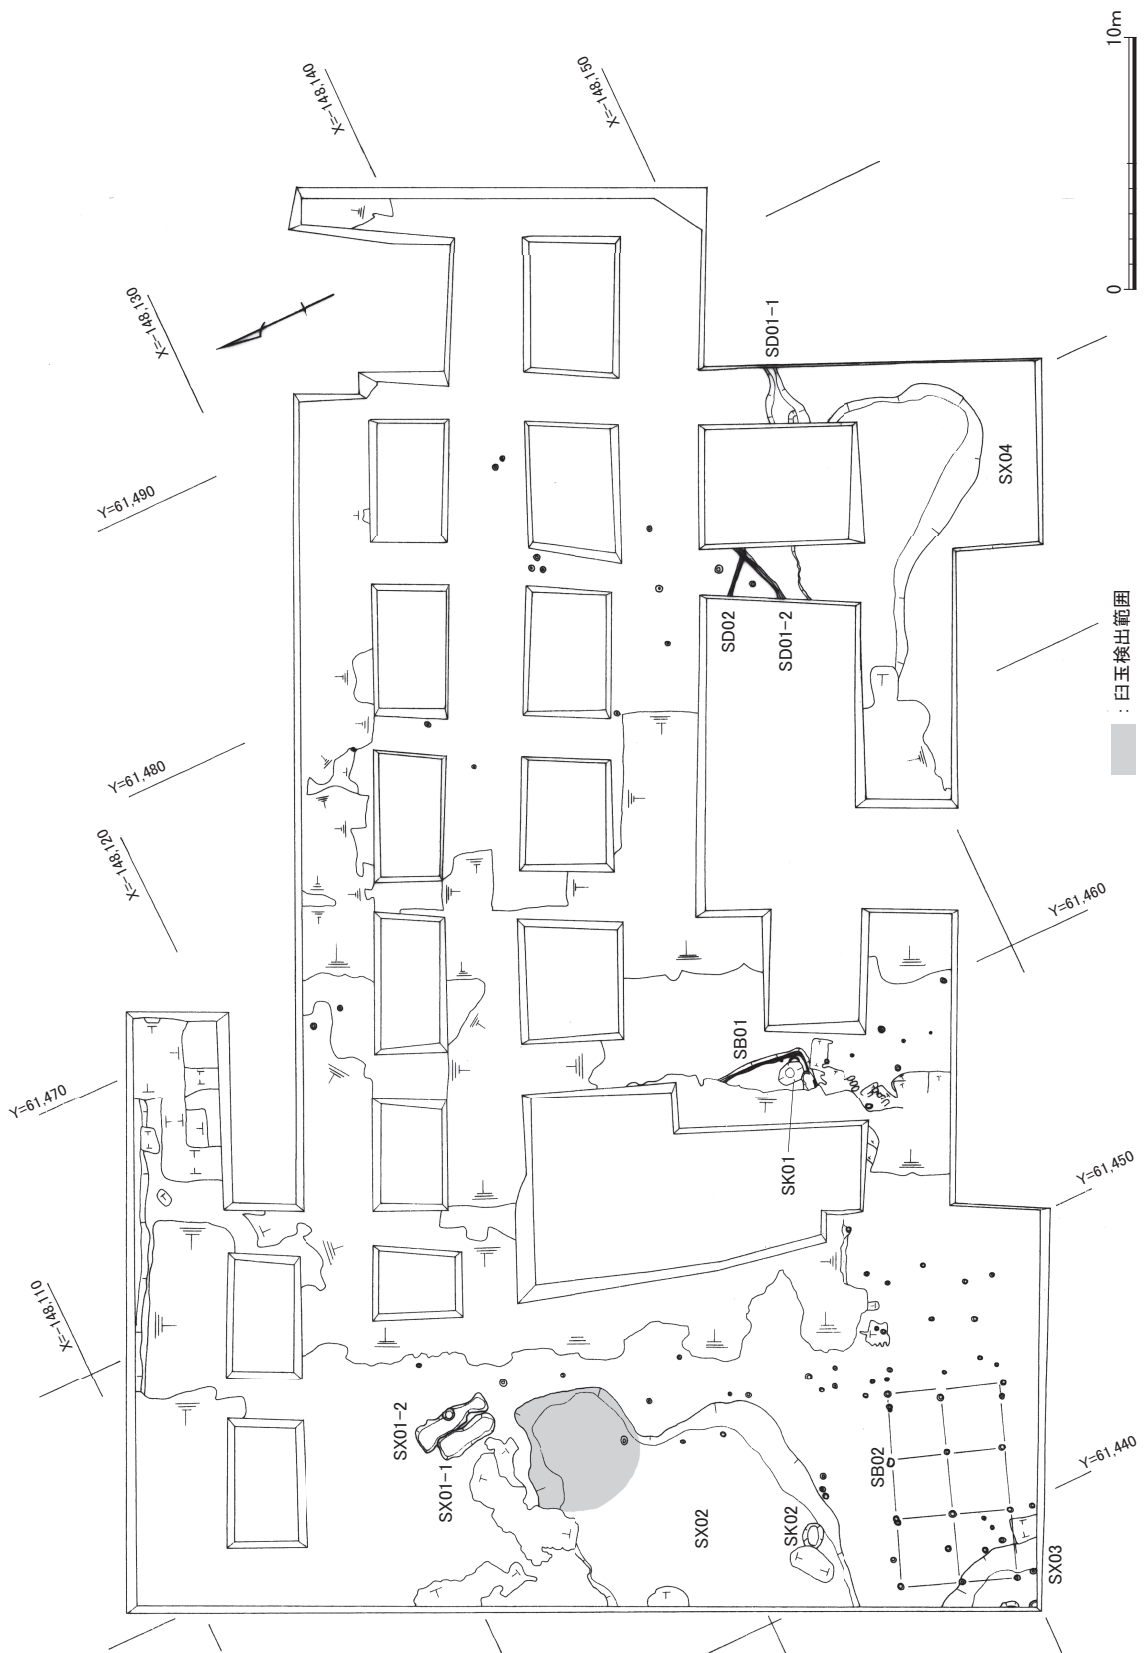 10m
0
X=-148,140
X=-148,150
X=-148,130
Y=61,490
SD01-1
SX04
SD02
SD01-2
:臼玉検出範囲
Y=61,480
X=-148,120
Y=61,460
SB01
Y=61,470
SK01
Y=61,450
X=-148,110
SX01-2
SX01-1
SB02
Y=61,440
SX02
SK02
SX03